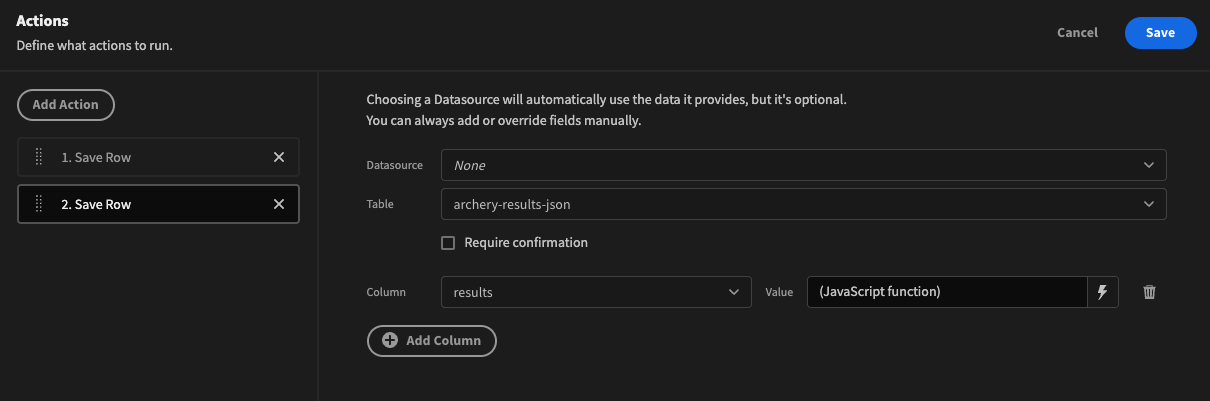 Actions
Define what actions to run.
Cancel
Save
Add Action
1. Save Row
2. Save Row
Choosing a Datasource will automatically use the data it provides, but it's optional.
You can always add or override fields manually.
Datasource None
Table archery-results-json
Require confirmation
Column results Value (JavaScript function)
Add Column